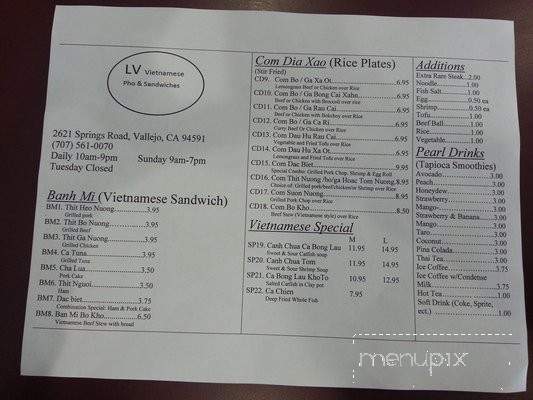 LV Vietnamese
Pho & Sandwiches
2621 Springs Road, Vallejo, CA 94591
(707) 561-0070
Daily 10am-9pm Sunday 9am-7pm
Tuesday Closed
Banh Mi (Vietnamese Sandwich)
BM1. Thit Heo Nuong............3.95
Grilled pork
BM2. Thit Bo Nuong............3.95
Grilled Beef
BM3. Thit Ga Nuong............3.95
Grilled Chicken
BM4. Ca Tuna............3.95
Grilled Tuna
BM5. Cha Lua............3.50
Pork Cake
BM6. Thit Nguoi............3.50
Ham
BM7. Dac biet............3.75
Combination Special: Ham & Pork Cake
BM8. Ban Mi Bo Kho............6.50
Vietnamese Beef Stew with bread
Com Dia Xao (Rice Plates)
(Stir Fried)
CD9. Com Bo / Ga Xa Ot............6.95
Lemongrass Beef or Chicken over Rice
CD10. Com Bo / Ga Bong Cai Xahn............6.95
Beef or Chicken with Broccoli over rice
CD11. Com Bo / Ga Rau Cai............6.95
Beef or Chicken with Bokchoy over Rice
CD12. Com Bo / Ga Ca Ri............6.95
Curry Beef Or Chicken over Rice
CD13. Com Dau Hu Rau Cai............6.95
Vegetable and Fried Tofu over Rice
CD14. Com Dau Hu Xa Ot............6.95
Lemongrass and Fried Tofu over Rice
CD15. Com Dac Biet............9.95
Special Combo: Grilled Pork Chop, Shrimp & Egg Roll
CD16. Com Thit Nuong /bo/ga Hoac Tom Nuong.8.95
Choice of: Grilled pork/beef/chicken/or Shrimp over Rice
CD17. Com Suon Nuong............8.95
Grilled Pork Chop over Rice
CD18. Com Bo Kho............8.50
Beef Stew (Vietnamese style) over Rice
Vietnamese Special
M L
SP19. Canh Chua Ca Bong Lau 11.95 14.95
Sweet & Sour Catfish soup
SP20. Canh Chua Tom 11.95 14.95
Sweet & Sour Shrimp Soup
SP21. Ca Bong Lau KhoTo 10.95 12.95
Salted Catfish in Clay pot
SP22. Ca Chien 7.95
Deep Fried Whole Fish
Additions
Extra Rare Steak...2.00
Noodle............1.00
Fish Salt............1.00
Egg............0.50 ea
Shrimp............0.50 ea
Tofu............1.00
Beef Ball............1.00
Rice............1.00
Vegetable............1.00
Pearl Drinks
(Tapioca Smoothies)
Avocado............3.00
Peach............3.00
Honeydew............3.00
Mango............3.00
Strawberry............3.00
Strawberry & Banana
Mango............3.00
Taro............3.00
Coconut............3.00
Pina Colada............3.00
Thai Tea............3.00
Ice Coffee............3.75
Ice Coffee w/Condense
Milk............3.75
Hot Tea............1.00
Soft Drink (Coke, Sprite,
ect.)............1.00
menupix